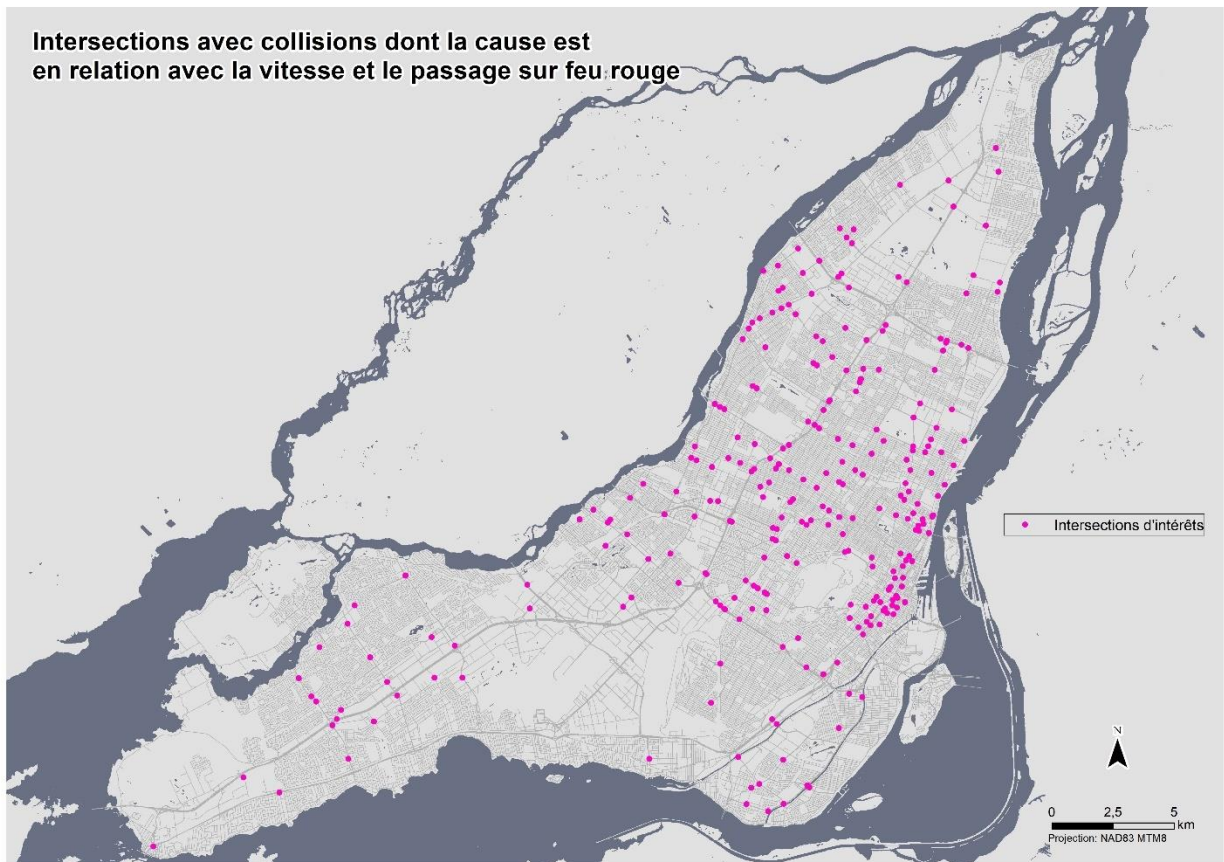 Intersections avec collisions dont la cause est
en relation avec la vitesse et le passage sur feu rouge
Intersections d'intérêts
N
0 2,5 5
km
Projection: NAD83 MTM8